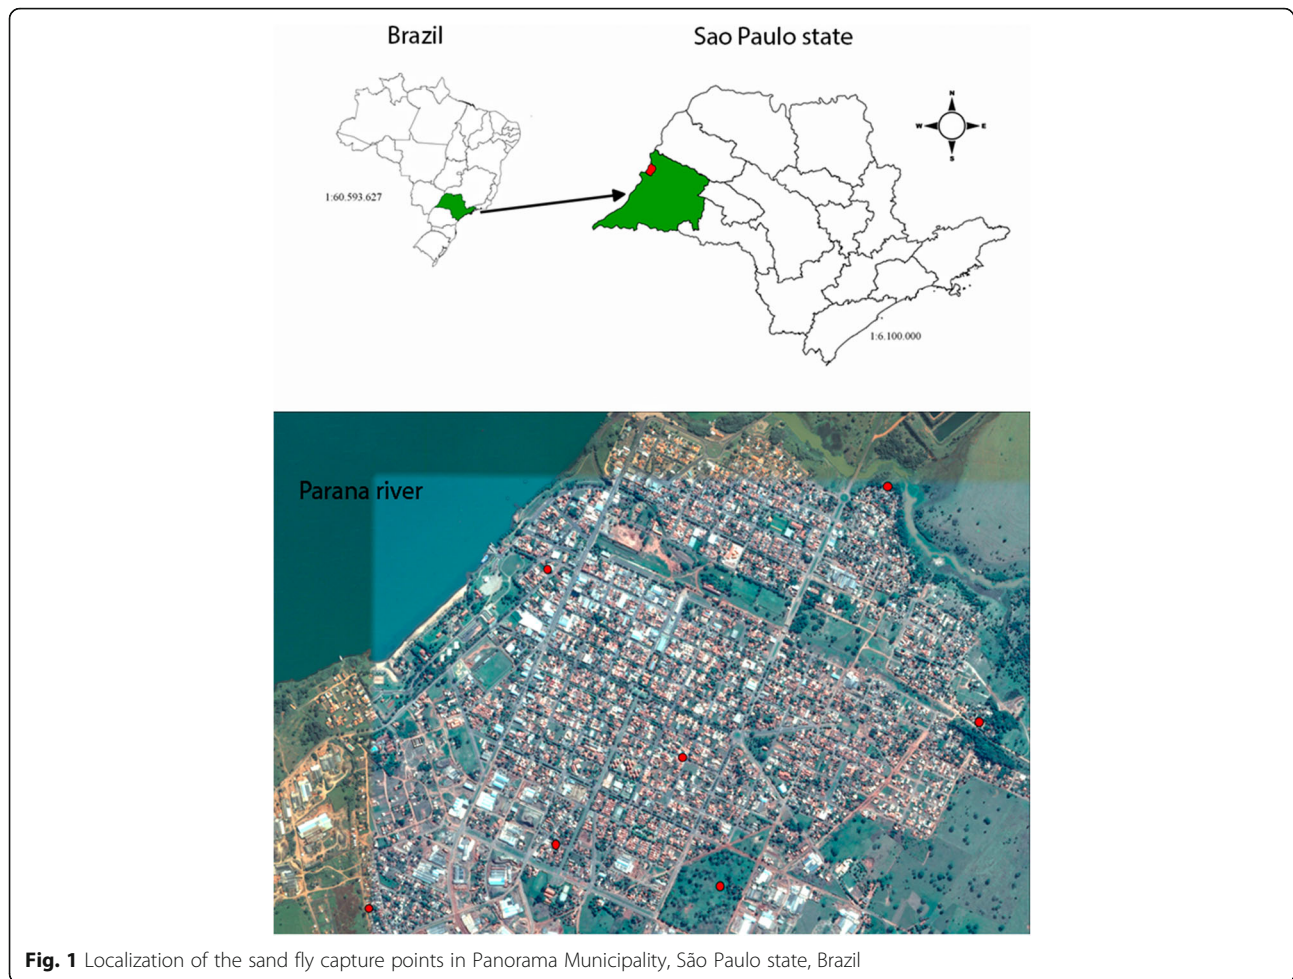 Brazil
Sao Paulo state
N
W
E
S
1:60.593.627
1:6.100.000
Parana river
Fig. 1 Localization of the sand fly capture points in Panorama Municipality, São Paulo state, Brazil